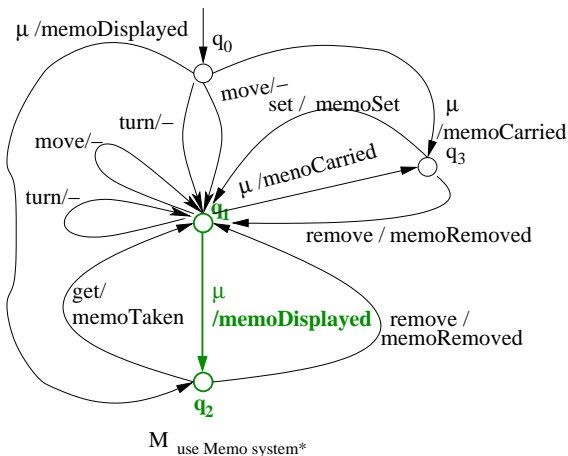 μ /memoDisplayed
q0
move/–
set / memoSet
μ
/memoCarried
turn/–
move/–
q3
μ /menoCarried
turn/–
q1
remove / memoRemoved
get/
memoTaken
μ
/memoDisplayed
remove /
memoRemoved
q2
M use Memo system*